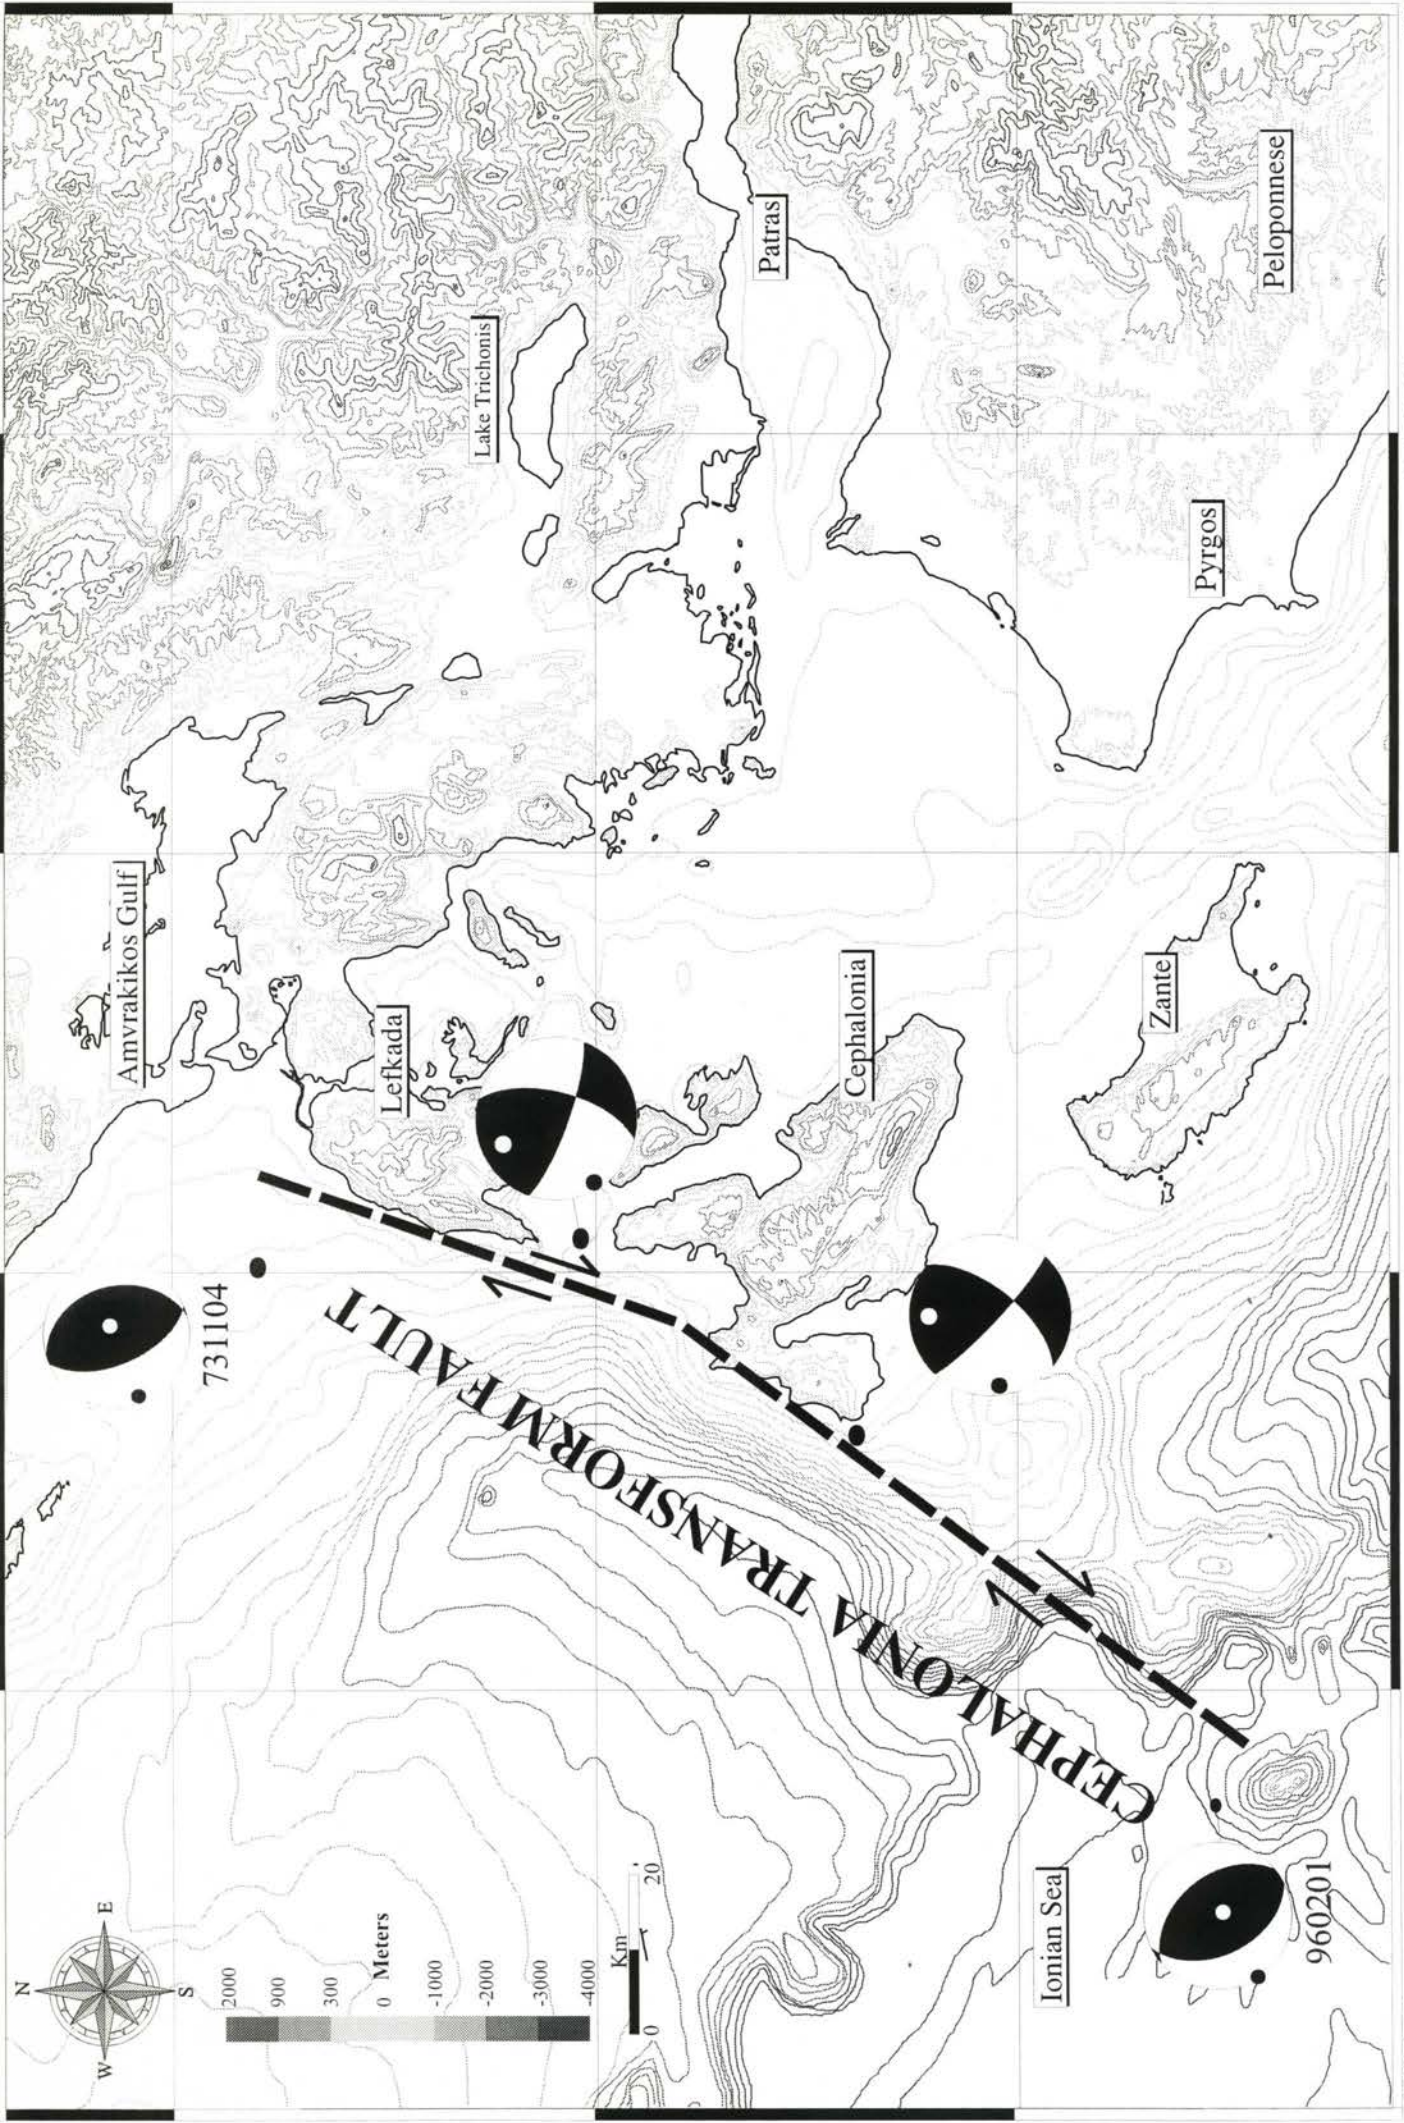 Amvrakikos Gulf
Lefkada
Lake Trichonis
Patras
Cephalonia
Zante
Pyrgos
Peloponnese
731104
CEPHALONIA TRANSFORM FAULT
Ionian Sea
960201
N
W
E
S
2000
900
300
0
Meters
-1000
-2000
-3000
-4000
Km
0
20